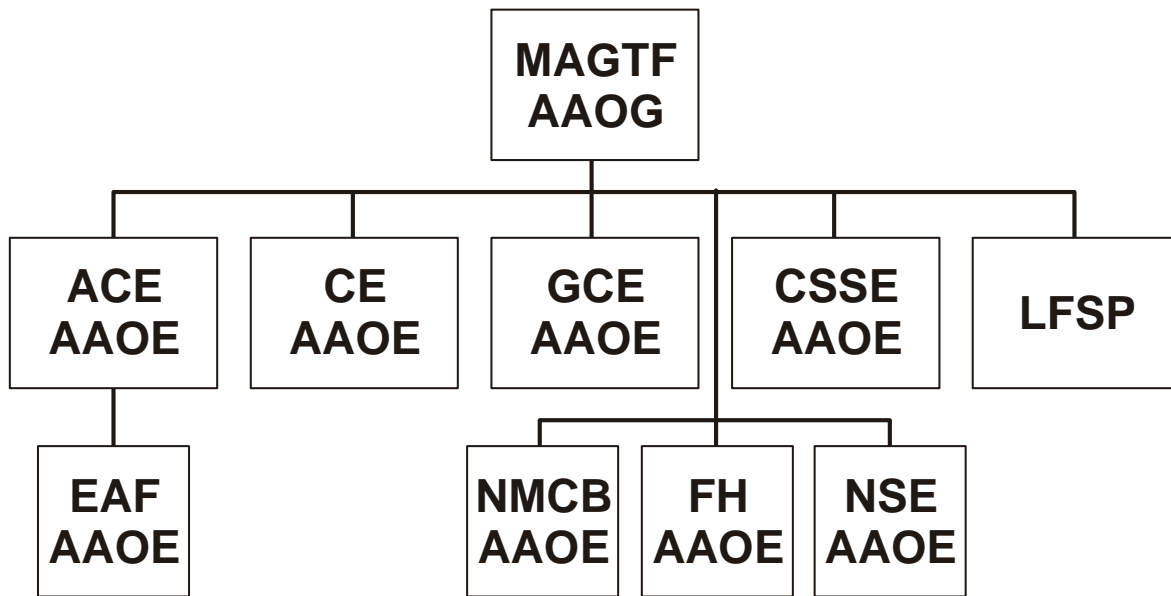 MAGTF
AAOG
ACE
AAOE
CE
AAOE
GCE
AAOE
CSSE
AAOE
LFSP
EAF
AAOE
NMCB
AAOE
FH
AAOE
NSE
AAOE